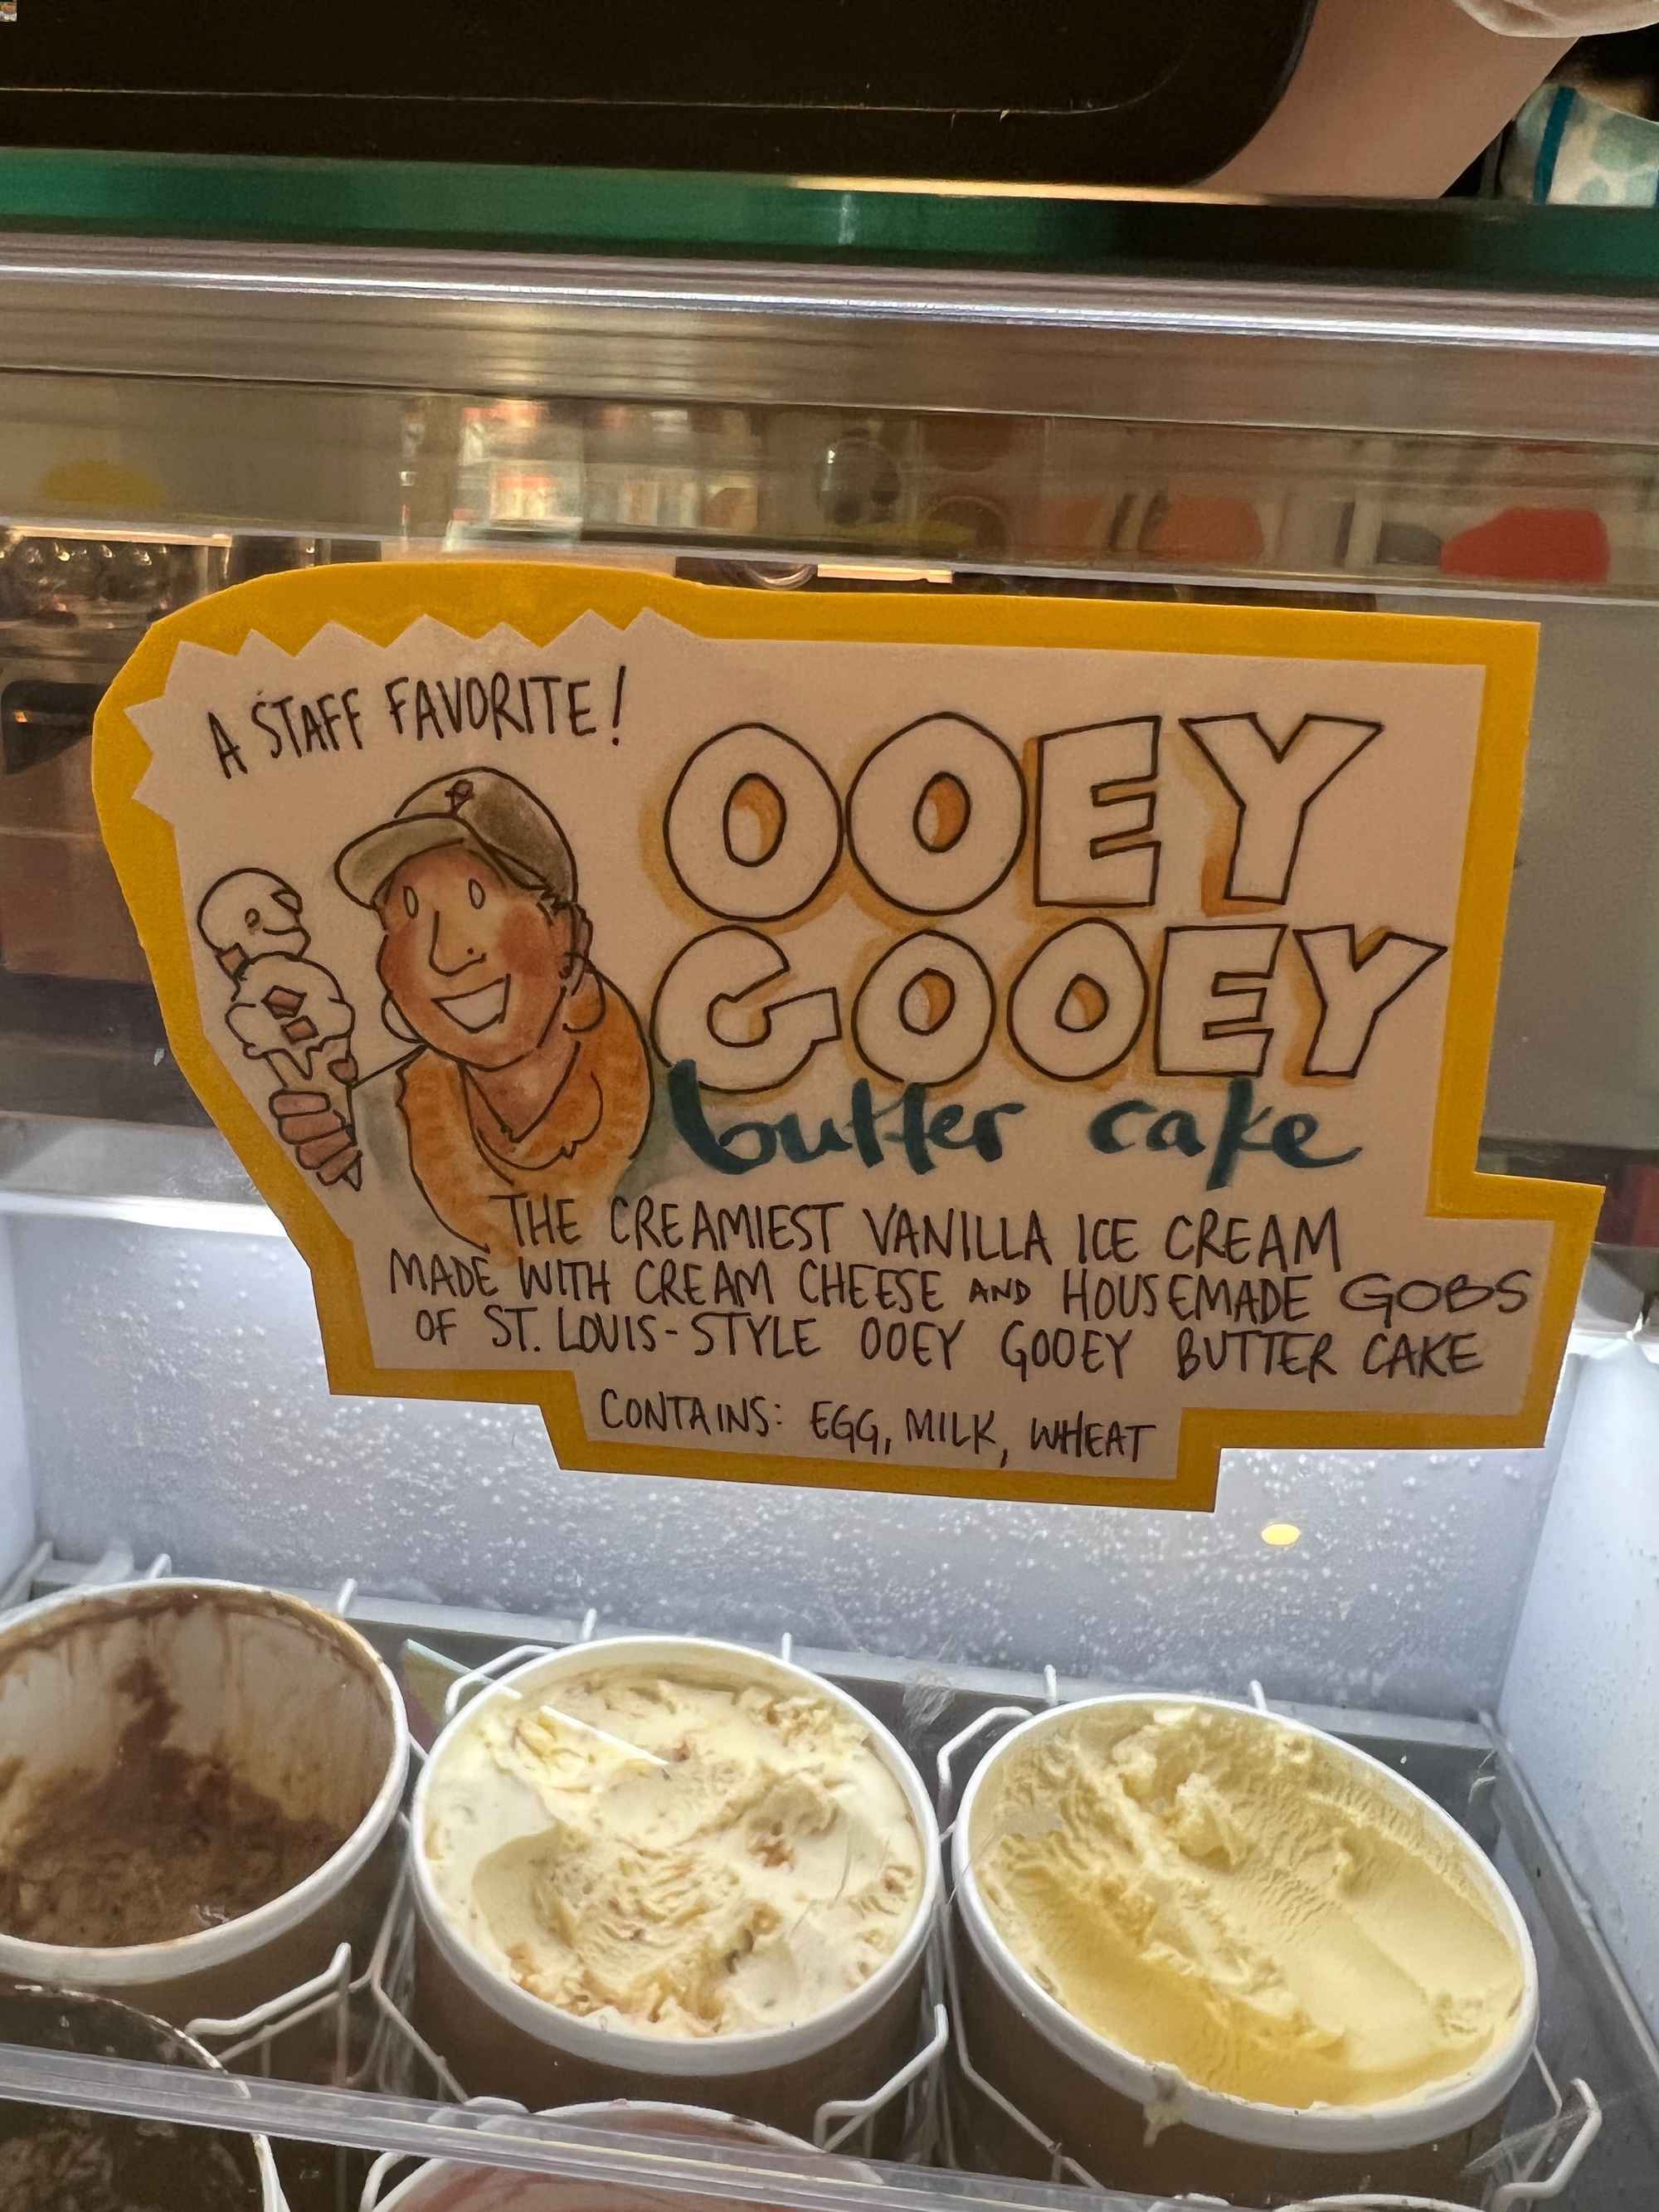 A STAFF FAVORITE!
OOEY
GOOEY
butter cake
THE CREAMIEST VANILLA ICE CREAM
MADE WITH CREAM CHEESE AND HOUSEMADE GOBS
OF ST. LOUIS-STYLE OOEY GOOEY BUTTER CAKE
CONTAINS: EGG, MILK, WHEAT